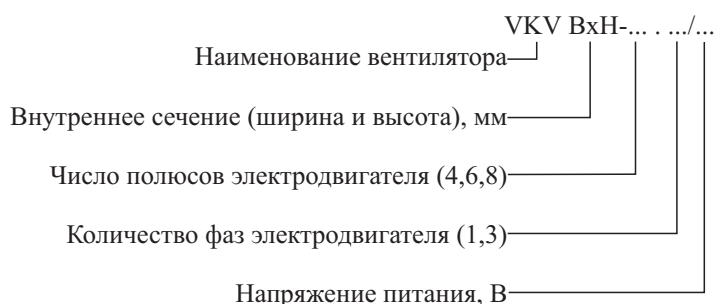 VKV BxH-... . .../...
Наименование вентилятора
Внутреннее сечение (ширина и высота), мм
Число полюсов электродвигателя (4,6,8)
Количество фаз электродвигателя (1,3)
Напряжение питания, В